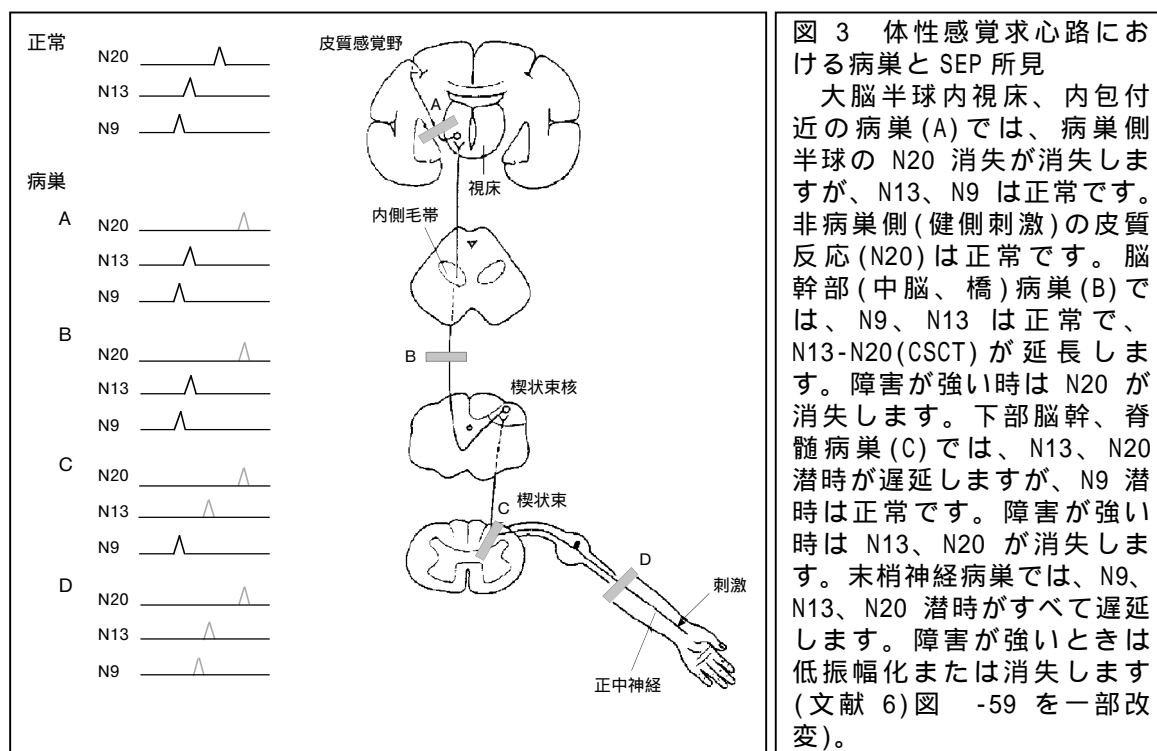 正常
N20
N13
N9
病巣
A
N20
N13
N9
B
N20
N13
N9
C
N20
N13
N9
D
N20
N13
N9
皮質感覚野
A
視床
内側毛帯
B
楔状束核
C 楔状束
D
刺激
正中神経
図 3 体性感覚求心路にお
ける病巣と SEP 所見
大脳半球内視床、内包付
近の病巣(A)では、病巣側
半球の N20 消失が消失しま
すが、N13、N9 は正常です。
非病巣側(健側刺激)の皮質
反応(N20)は正常です。脳
幹部(中脳、橋)病巣(B)で
は、N9、N13 は正常で、
N13-N20(CSCT)が延長しま
す。障害が強い時は N20 が
消失します。下部脳幹、脊
髄病巣(C)では、N13、N20
潜時が遅延しますが、N9 潜
時は正常です。障害が強い
時は N13、N20 が消失しま
す。末梢神経病巣では、N9、
N13、N20 潜時がすべて遅延
します。障害が強いときは
低振幅化または消失します
(文献 6)図 -59 を一部改
変)。